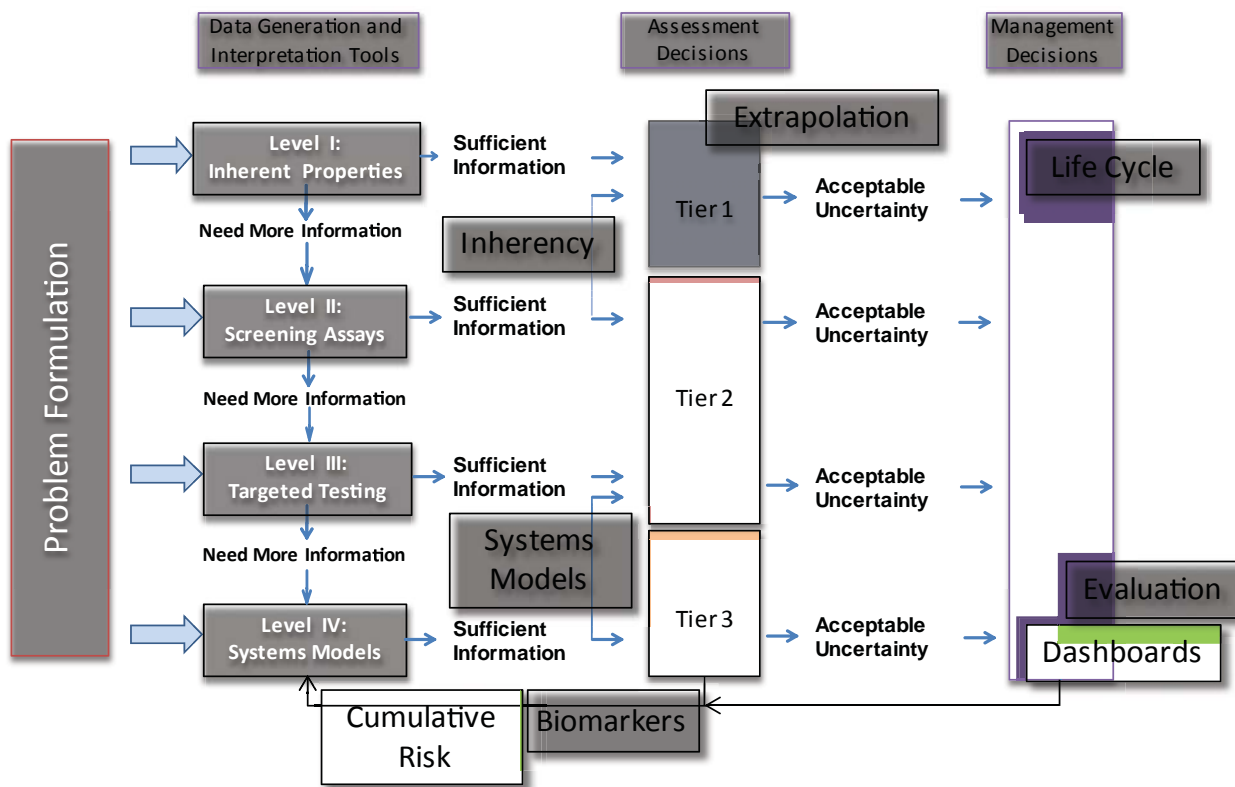 Data Generation and
Interpretation Tools
Assessment
Decisions
Management
Decisions
Problem Formulation
Level I:
Inherent Properties
Sufficient
Information
Extrapolation
Tier 1
Acceptable
Uncertainty
Life Cycle
Need More Information
Inherency
Level II:
Screening Assays
Sufficient
Information
Acceptable
Uncertainty
Need More Information
Tier 2
Level III:
Targeted Testing
Sufficient
Information
Acceptable
Uncertainty
Need More Information
Systems
Models
Evaluation
Level IV:
Systems Models
Sufficient
Information
Tier 3
Acceptable
Uncertainty
Dashboards
Cumulative
Risk
Biomarkers